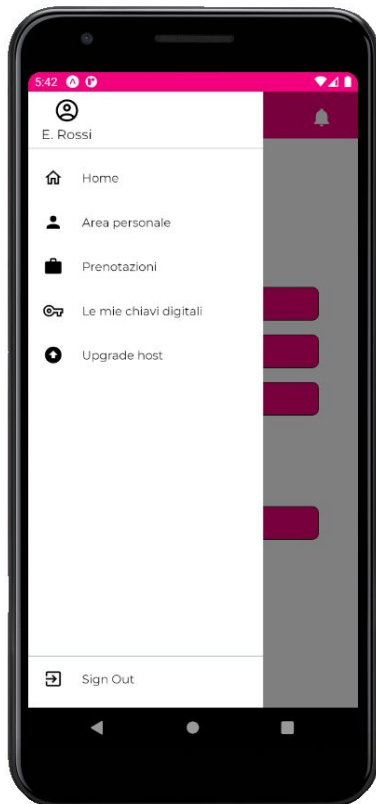 5:42
E. Rossi
Home
Area personale
Prenotazioni
Le mie chiavi digitali
Upgrade host
Sign Out